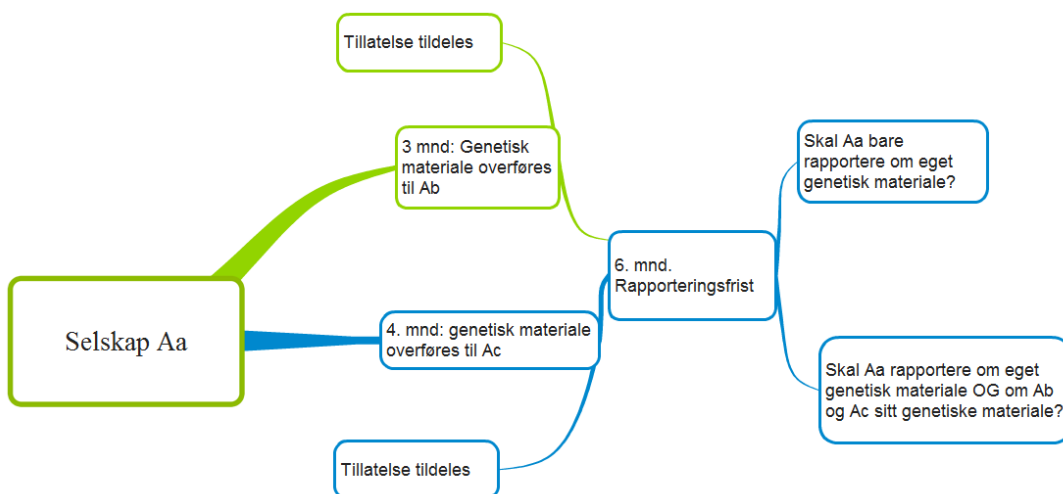 Tillatelse tildeles
3 mnd: Genetisk
materiale overføres
til Ab
Selskap Aa
4. mnd: genetisk materiale
overføres til Ac
Tillatelse tildeles
6. mnd.
Rapporteringsfrist
Skal Aa bare
rapportere om eget
genetisk materiale?
Skal Aa rapportere om eget
genetisk materiale OG om Ab
og Ac sitt genetiske materiale?